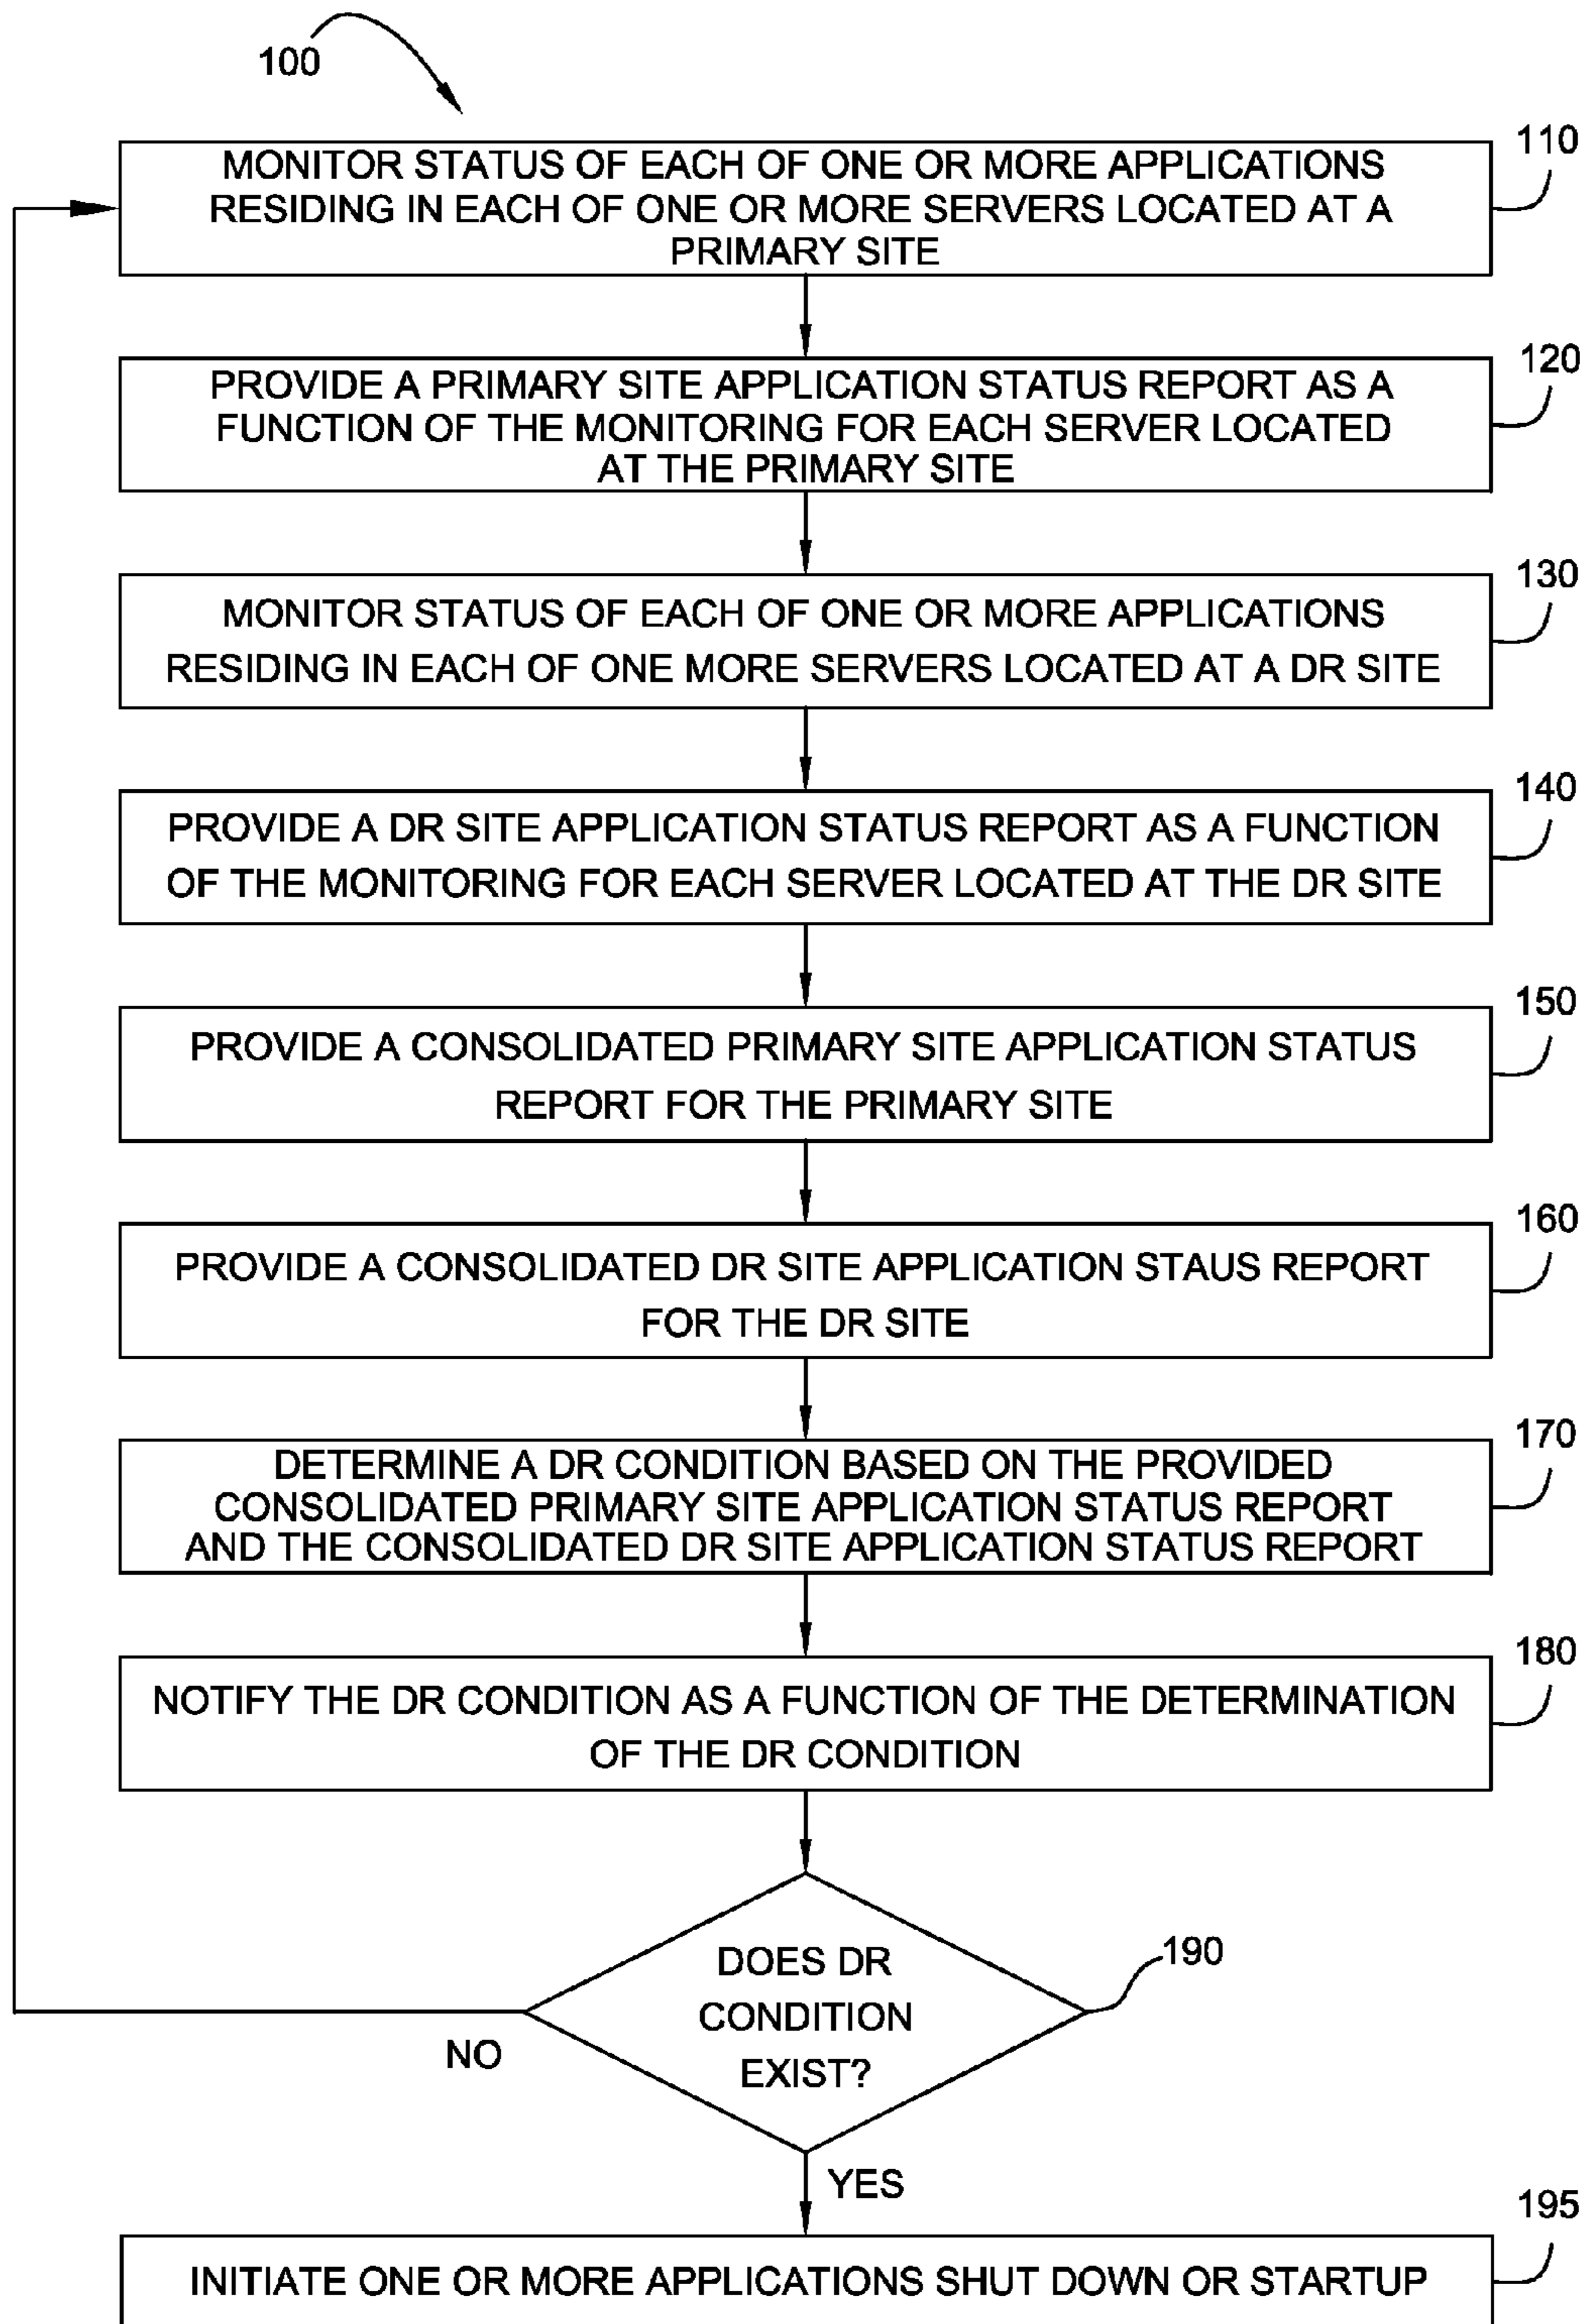 100
110
MONITOR STATUS OF EACH OF ONE OR MORE APPLICATIONS
RESIDING IN EACH OF ONE OR MORE SERVERS LOCATED AT A
PRIMARY SITE
120
PROVIDE A PRIMARY SITE APPLICATION STATUS REPORT AS A
FUNCTION OF THE MONITORING FOR EACH SERVER LOCATED
AT THE PRIMARY SITE
130
MONITOR STATUS OF EACH OF ONE OR MORE APPLICATIONS
RESIDING IN EACH OF ONE MORE SERVERS LOCATED AT A DR SITE
140
PROVIDE A DR SITE APPLICATION STATUS REPORT AS A FUNCTION
OF THE MONITORING FOR EACH SERVER LOCATED AT THE DR SITE
150
PROVIDE A CONSOLIDATED PRIMARY SITE APPLICATION STATUS
REPORT FOR THE PRIMARY SITE
160
PROVIDE A CONSOLIDATED DR SITE APPLICATION STAUS REPORT
FOR THE DR SITE
170
DETERMINE A DR CONDITION BASED ON THE PROVIDED
CONSOLIDATED PRIMARY SITE APPLICATION STATUS REPORT
AND THE CONSOLIDATED DR SITE APPLICATION STATUS REPORT
180
NOTIFY THE DR CONDITION AS A FUNCTION OF THE DETERMINATION
OF THE DR CONDITION
190
DOES DR
CONDITION
EXIST?
NO
YES
195
INITIATE ONE OR MORE APPLICATIONS SHUT DOWN OR STARTUP